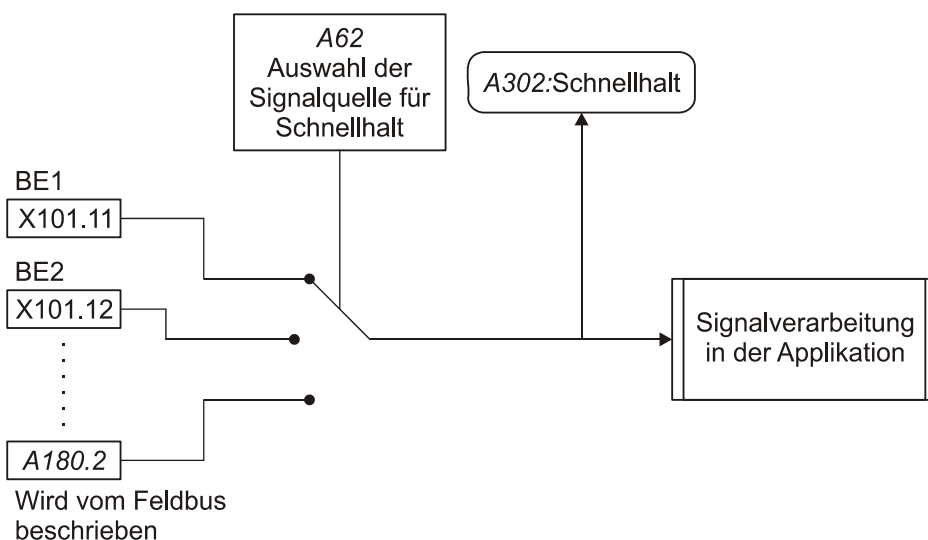 A62
Auswahl der
Signalquelle für
Schnellhalt
A302:Schnellhalt
BE1
X101.11
BE2
X101.12
Signalverarbeitung
in der Applikation
A180.2
Wird vom Feldbus
beschrieben